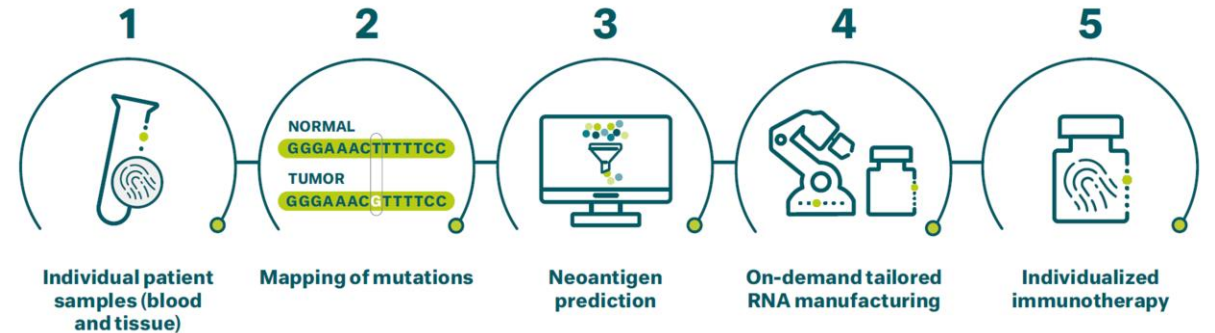 1
2
3
4
5
NORMAL
GGGAAACTTTTTCC
TUMOR
GGGAAACGTTTTCC
Individual patient
samples (blood
and tissue)
Mapping of mutations
Neoantigen
prediction
On-demand tailored
RNA manufacturing
Individualized
immunotherapy